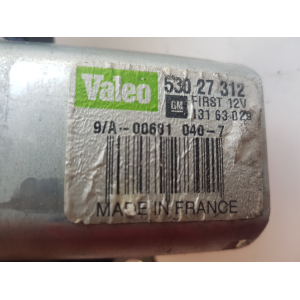 Valeo 530 27 312
GM FIRST 12V
131 63 029
9/A-00691 040-7
MADE IN FRANCE